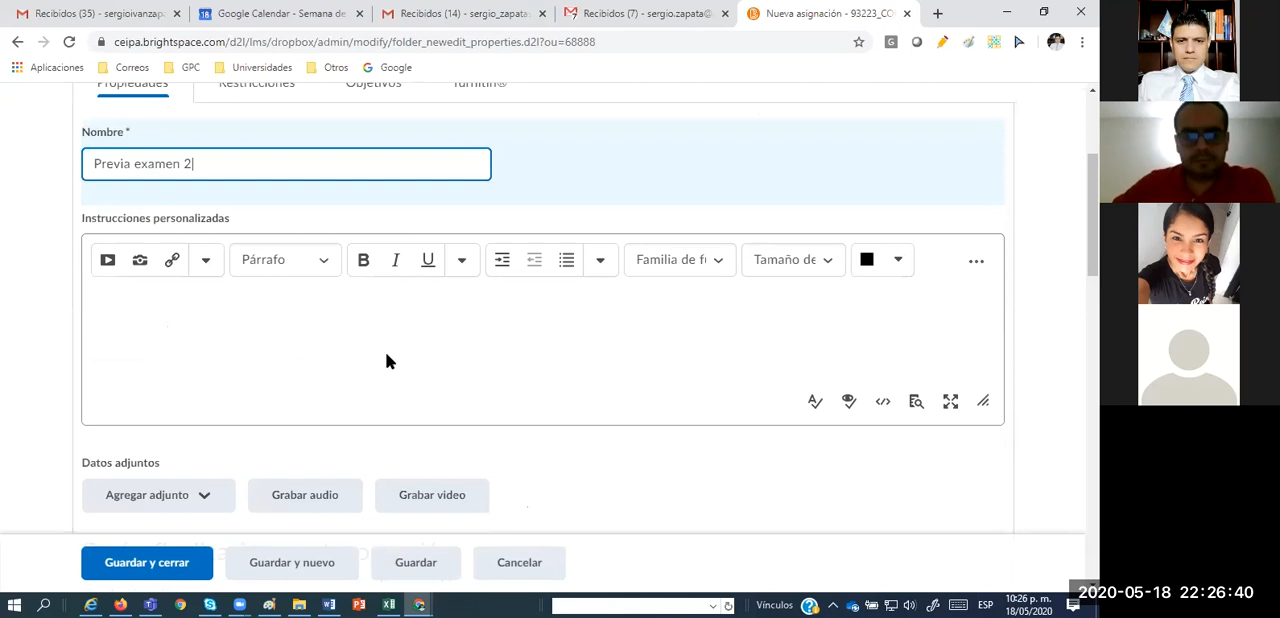 Recibidos (35) - sergioivanzap
Google Calendar - Semana de
Recibidos (14) - sergio_zapata
Recibidos (7) - sergio.zapata@
Nueva asignación - 93223_CO
ceipa.brightspace.com/d2l/lms/dropbox/admin/modify/folder_newedit_properties.d2l?ou=68888
Aplicaciones
Correos
GPC
Universidades
Otros
Google
Propiedades
Restricciones
Objetivos
Turnitin®
Nombre *
Previa examen 2
Instrucciones personalizadas
Párrafo
B I U
Familia de f
Tamaño de
Datos adjuntos
Agregar adjunto
Grabar audio
Grabar video
Guardar y cerrar
Guardar y nuevo
Guardar
Cancelar
Vínculos
ESP
10:26 p. m.
18/05/2020
2020-05-18 22:26:40